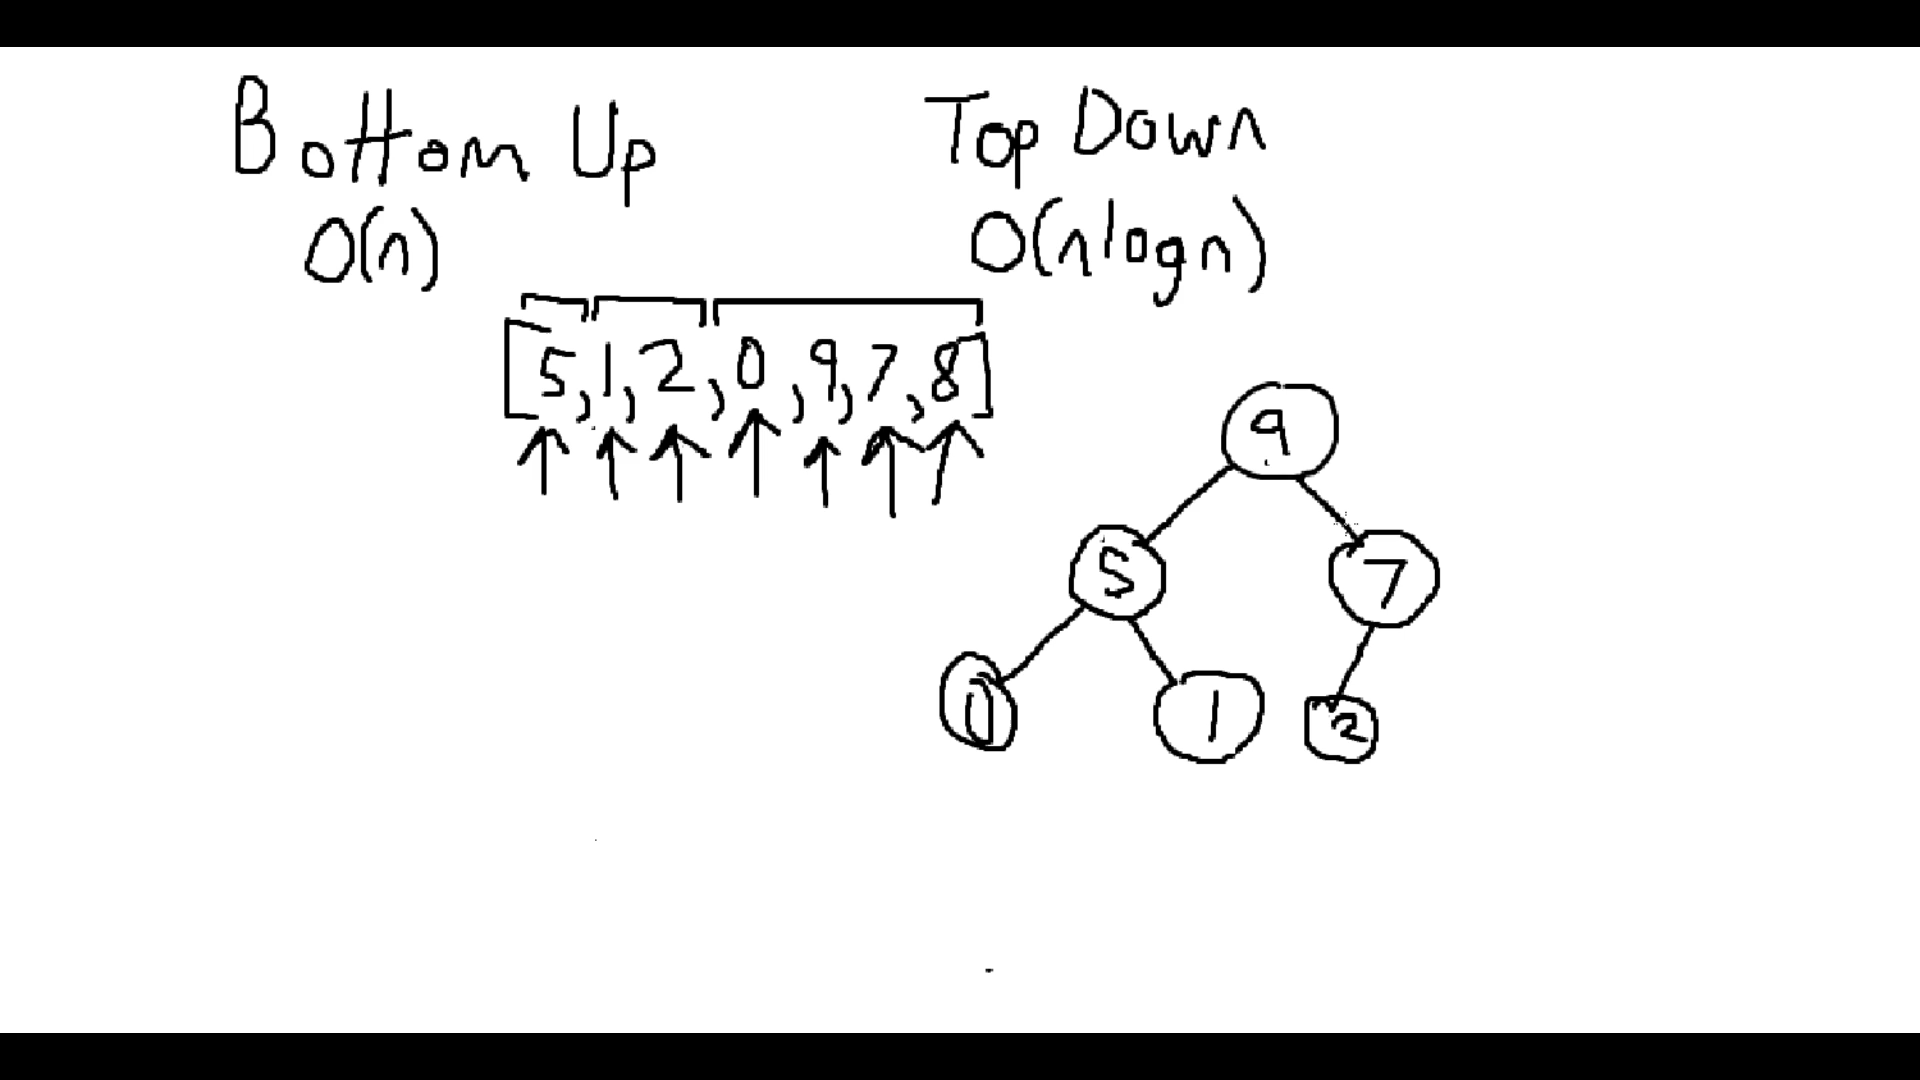 Bottom Up
O(n)
Top Down
O(nlogn)
[5,1,2,0,9,7,8]
9
5 7
0 1 2